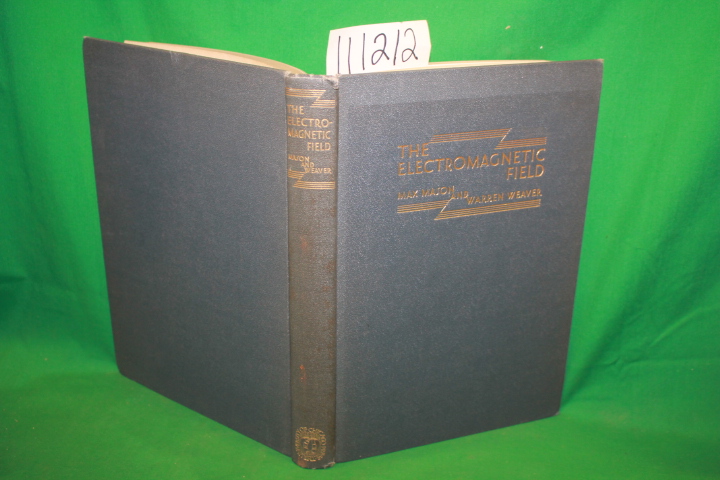 111212
THE
ELECTRO-
MAGNETIC
FIELD
MASON
AND
WEAVER
THE
ELECTROMAGNETIC
FIELD
MAX MASON
AND
WARREN WEAVER